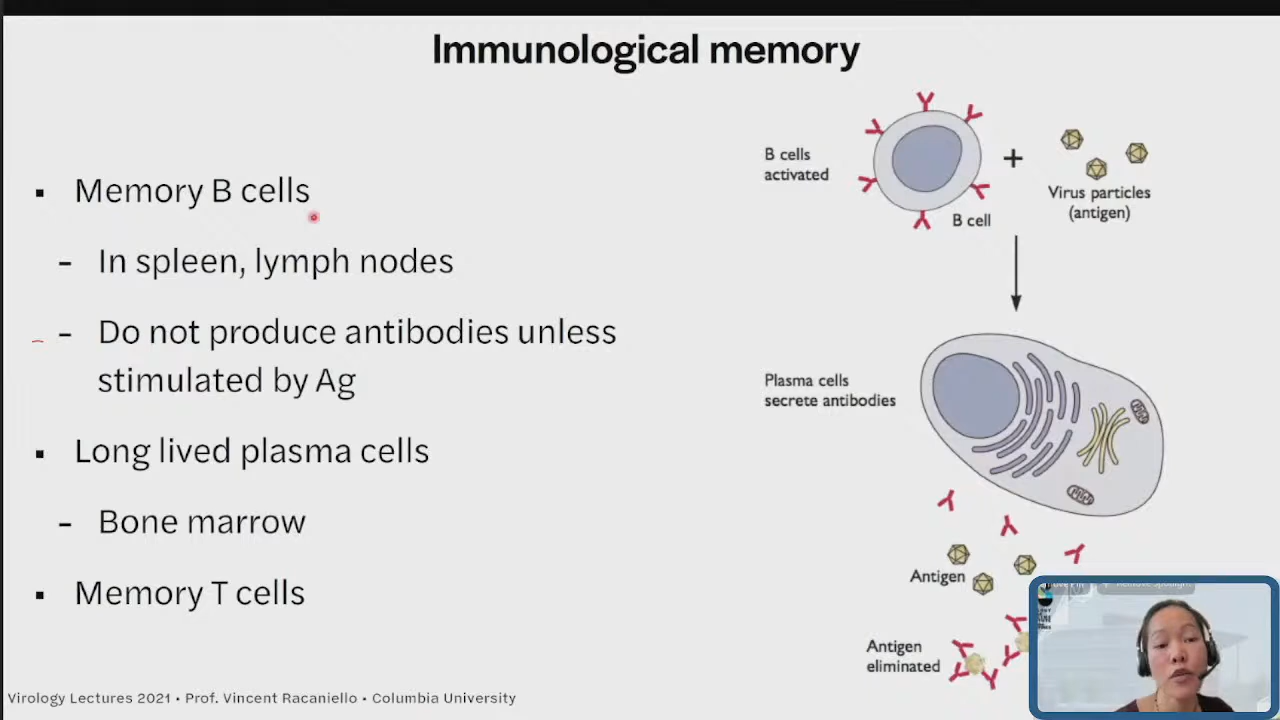 Immunological memory
Memory B cells
- In spleen, lymph nodes
- Do not produce antibodies unless
stimulated by Ag
Long lived plasma cells
- Bone marrow
Memory T cells
B cells
activated
+
B cell
Virus particles
(antigen)
Plasma cells
secrete antibodies
Antigen
Antigen
eliminated
Virology Lectures 2021 • Prof. Vincent Racaniello • Columbia University